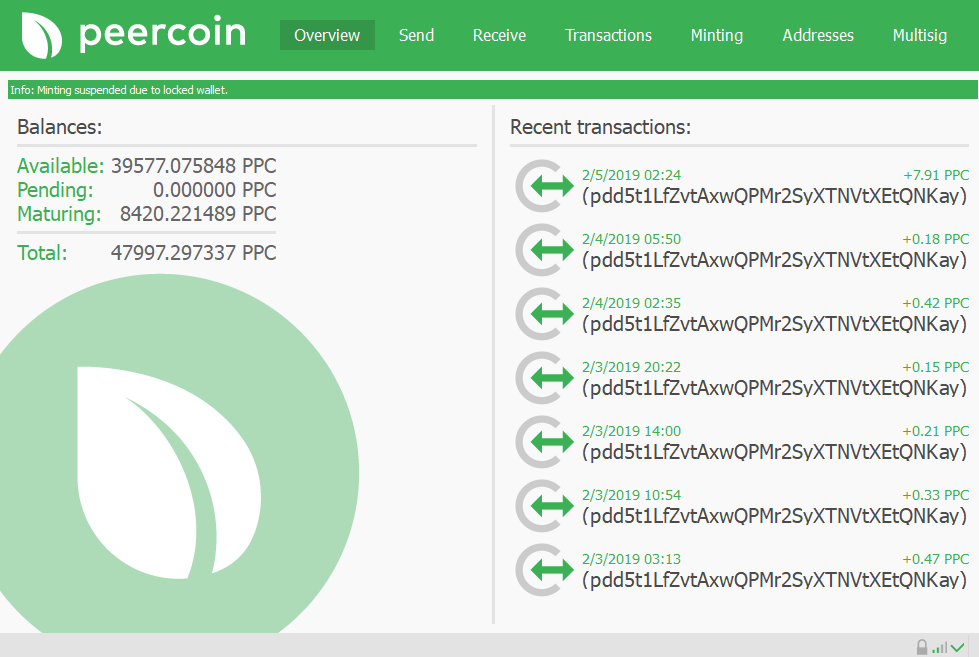 peercoin
Overview Send Receive Transactions Minting Addresses Multisig
Info: Minting suspended due to locked wallet.
Balances:
Available: 39577.075848 PPC
Pending: 0.000000 PPC
Maturing: 8420.221489 PPC
Total: 47997.297337 PPC
Recent transactions:
2/5/2019 02:24 +7.91 PPC
(pdd5t1LfZvtAxwQPMr2SyXTNVtXEtQNKay)
2/4/2019 05:50 +0.18 PPC
(pdd5t1LfZvtAxwQPMr2SyXTNVtXEtQNKay)
2/4/2019 02:35 +0.42 PPC
(pdd5t1LfZvtAxwQPMr2SyXTNVtXEtQNKay)
2/3/2019 20:22 +0.15 PPC
(pdd5t1LfZvtAxwQPMr2SyXTNVtXEtQNKay)
2/3/2019 14:00 +0.21 PPC
(pdd5t1LfZvtAxwQPMr2SyXTNVtXEtQNKay)
2/3/2019 10:54 +0.33 PPC
(pdd5t1LfZvtAxwQPMr2SyXTNVtXEtQNKay)
2/3/2019 03:13 +0.47 PPC
(pdd5t1LfZvtAxwQPMr2SyXTNVtXEtQNKay)